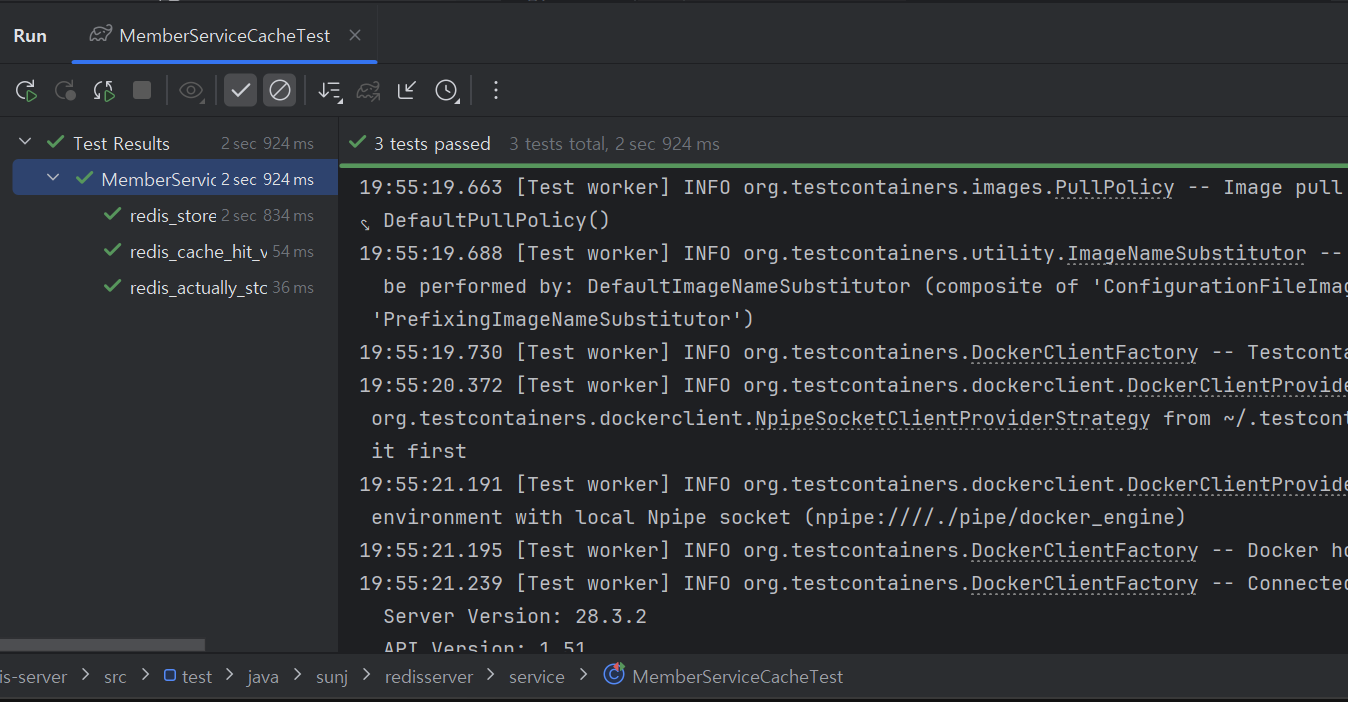 Run MemberServiceCacheTest
Test Results 2 sec 924 ms
MemberServic 2 sec 924 ms
redis_store 2 sec 834 ms
redis_cache_hit_v 54 ms
redis_actually_stc 36 ms
3 tests passed 3 tests total, 2 sec 924 ms
19:55:19.663 [Test worker] INFO org.testcontainers.images.PullPolicy -- Image pull
DefaultPullPolicy()
19:55:19.688 [Test worker] INFO org.testcontainers.utility.ImageNameSubstitutor --
be performed by: DefaultImageNameSubstitutor (composite of 'ConfigurationFileImag
'PrefixingImageNameSubstitutor')
19:55:19.730 [Test worker] INFO org.testcontainers.DockerClientFactory -- Testconta
19:55:20.372 [Test worker] INFO org.testcontainers.dockerclient.DockerClientProvide
org.testcontainers.dockerclient.NpipeSocketClientProviderStrategy from ~/.testcont
it first
19:55:21.191 [Test worker] INFO org.testcontainers.dockerclient.DockerClientProvide
environment with local Npipe socket (npipe:////./pipe/docker_engine)
19:55:21.195 [Test worker] INFO org.testcontainers.DockerClientFactory -- Docker ho
19:55:21.239 [Test worker] INFO org.testcontainers.DockerClientFactory -- Connected
Server Version: 28.3.2
API Version: 1.51
is-server > src > test > java > sunj > redisserver > service > MemberServiceCacheTest